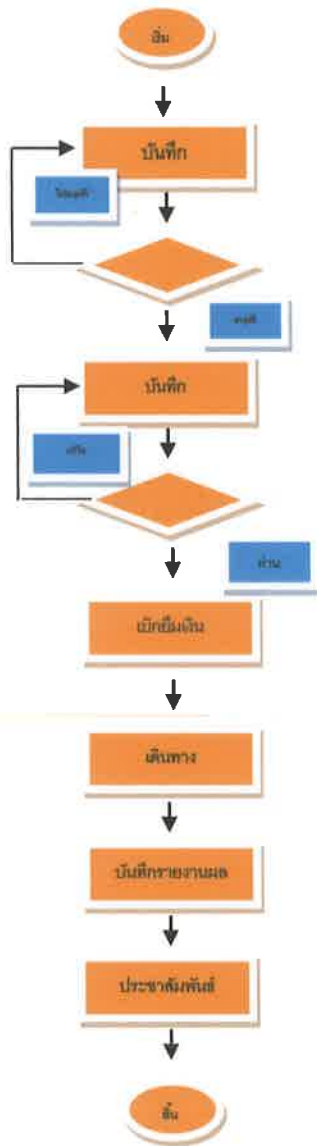 เริ่ม
บันทึก
ไม่อนุมัติ
อนุมัติ
บันทึก
แก้ไข
ผ่าน
เบิกยืมเงิน
เดินทาง
บันทึกรายงานผล
ประชาสัมพันธ์
สิ้น